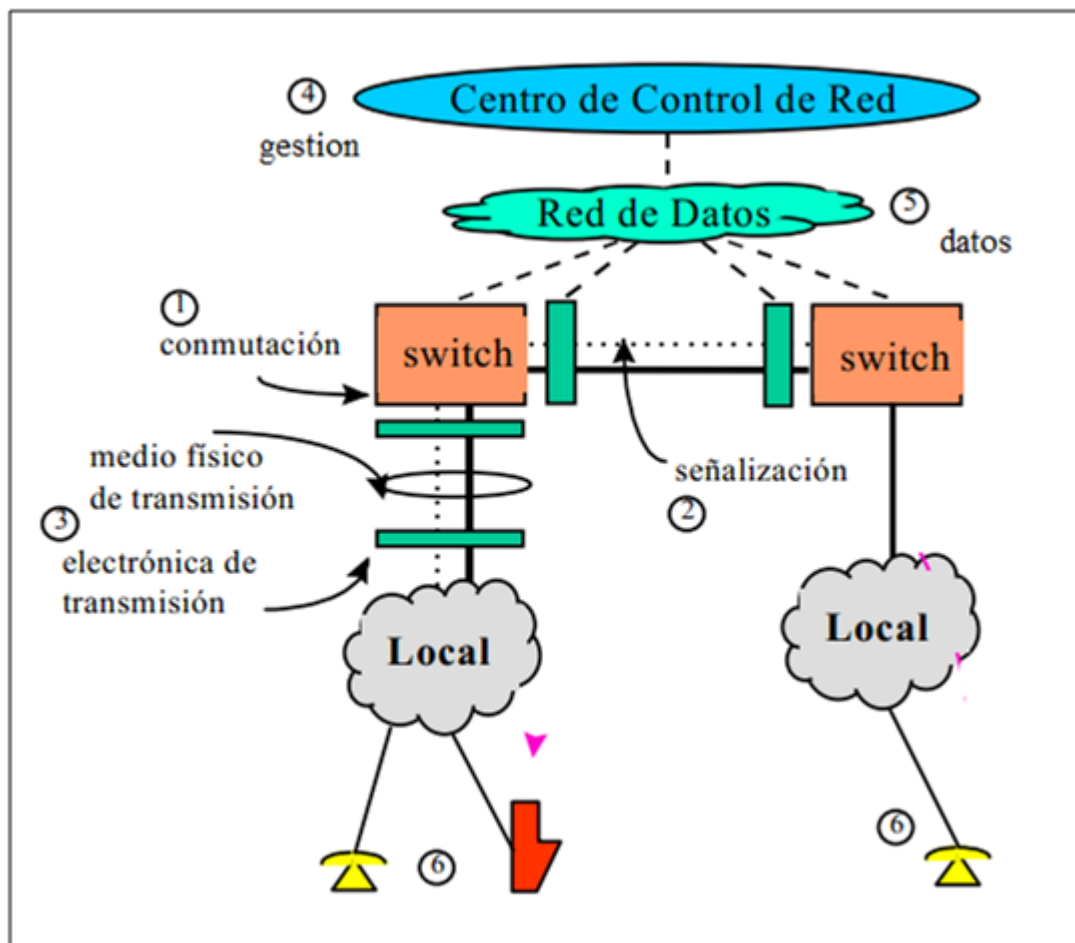 4
Centro de Control de Red
gestion
Red de Datos
5
datos
1
conmutación
switch
switch
medio físico
de transmisión
señalización
2
3
electrónica de
transmisión
Local
Local
6
6